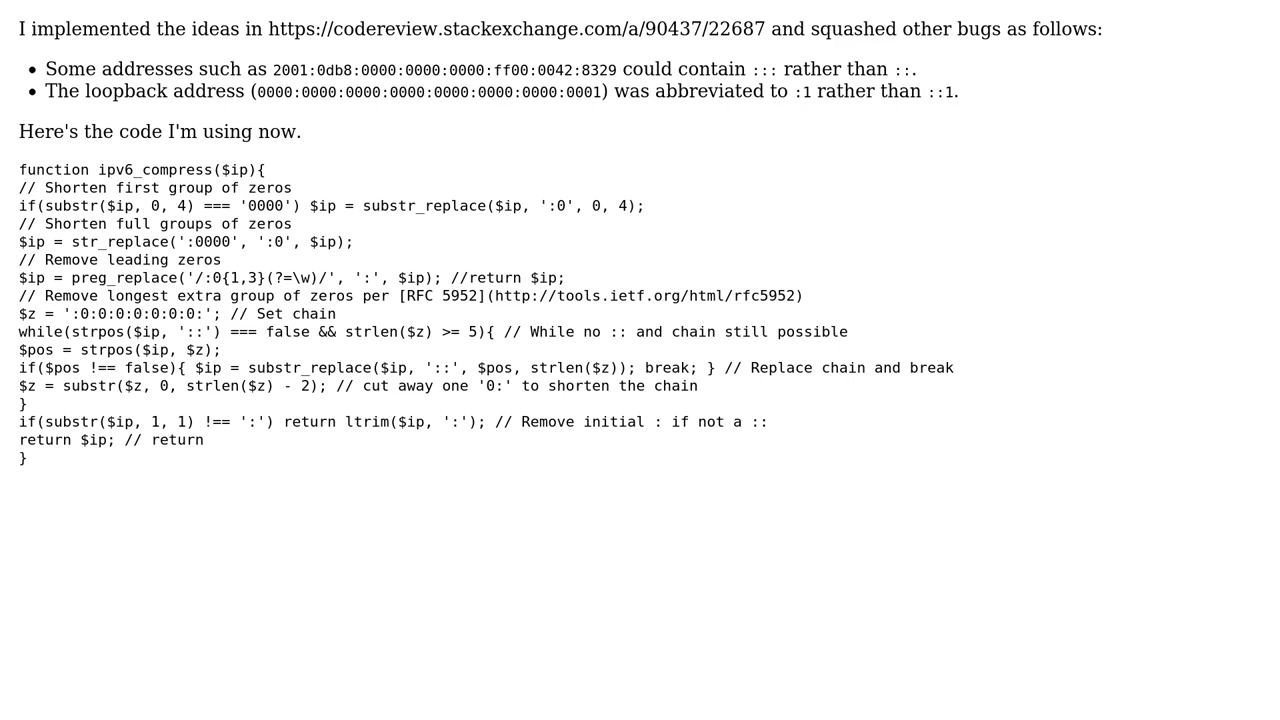 I implemented the ideas in https://codereview.stackexchange.com/a/90437/22687 and squashed other bugs as follows:
• Some addresses such as 2001:0db8:0000:0000:0000:ff00:0042:8329 could contain ::: rather than ::.
• The loopback address (0000:0000:0000:0000:0000:0000:0000:0001) was abbreviated to :1 rather than ::1.
Here's the code I'm using now.
function ipv6_compress($ip){
// Shorten first group of zeros
if(substr($ip, 0, 4) === '0000') $ip = substr_replace($ip, ':0', 0, 4);
// Shorten full groups of zeros
$ip = str_replace(':0000', ':0', $ip);
// Remove leading zeros
$ip = preg_replace('/:0{1,3}(?=\w)/', ':', $ip); //return $ip;
// Remove longest extra group of zeros per [RFC 5952](http://tools.ietf.org/html/rfc5952)
$z = ':0:0:0:0:0:0:0:'; // Set chain
while(strpos($ip, '::') === false && strlen($z) >= 5){ // While no :: and chain still possible
$pos = strpos($ip, $z);
if($pos !== false){ $ip = substr_replace($ip, '::', $pos, strlen($z)); break; } // Replace chain and break
$z = substr($z, 0, strlen($z) - 2); // cut away one '0:' to shorten the chain
}
if(substr($ip, 1, 1) !== ':') return ltrim($ip, ':'); // Remove initial : if not a ::
return $ip; // return
}